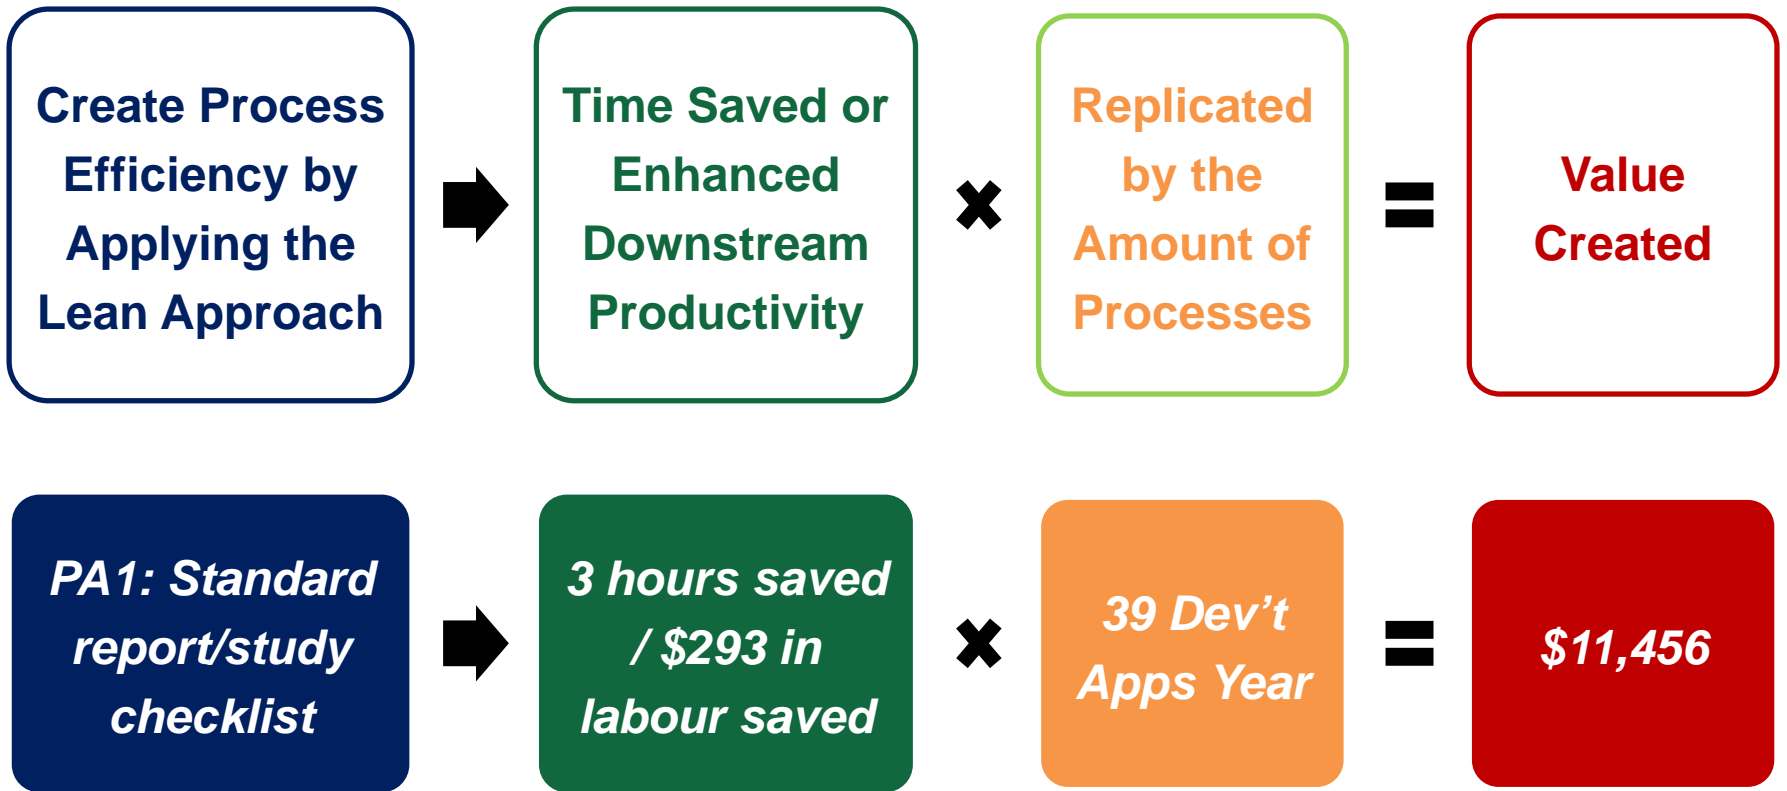 Create Process
Efficiency by
Applying the
Lean Approach
Time Saved or
Enhanced
Downstream
Productivity
Replicated
by the
Amount of
Processes
Value
Created
PA1: Standard
report/study
checklist
3 hours saved
/ $293 in
labour saved
39 Dev’t
Apps Year
$11,456